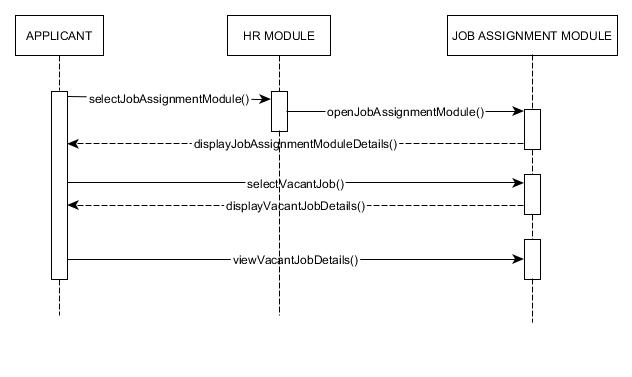 APPLICANT
HR MODULE
JOB ASSIGNMENT MODULE
selectJobAssignmentModule()
openJobAssignmentModule()
displayJobAssignmentModuleDetails()
selectVacantJob()
displayVacantJobDetails()
viewVacantJobDetails()